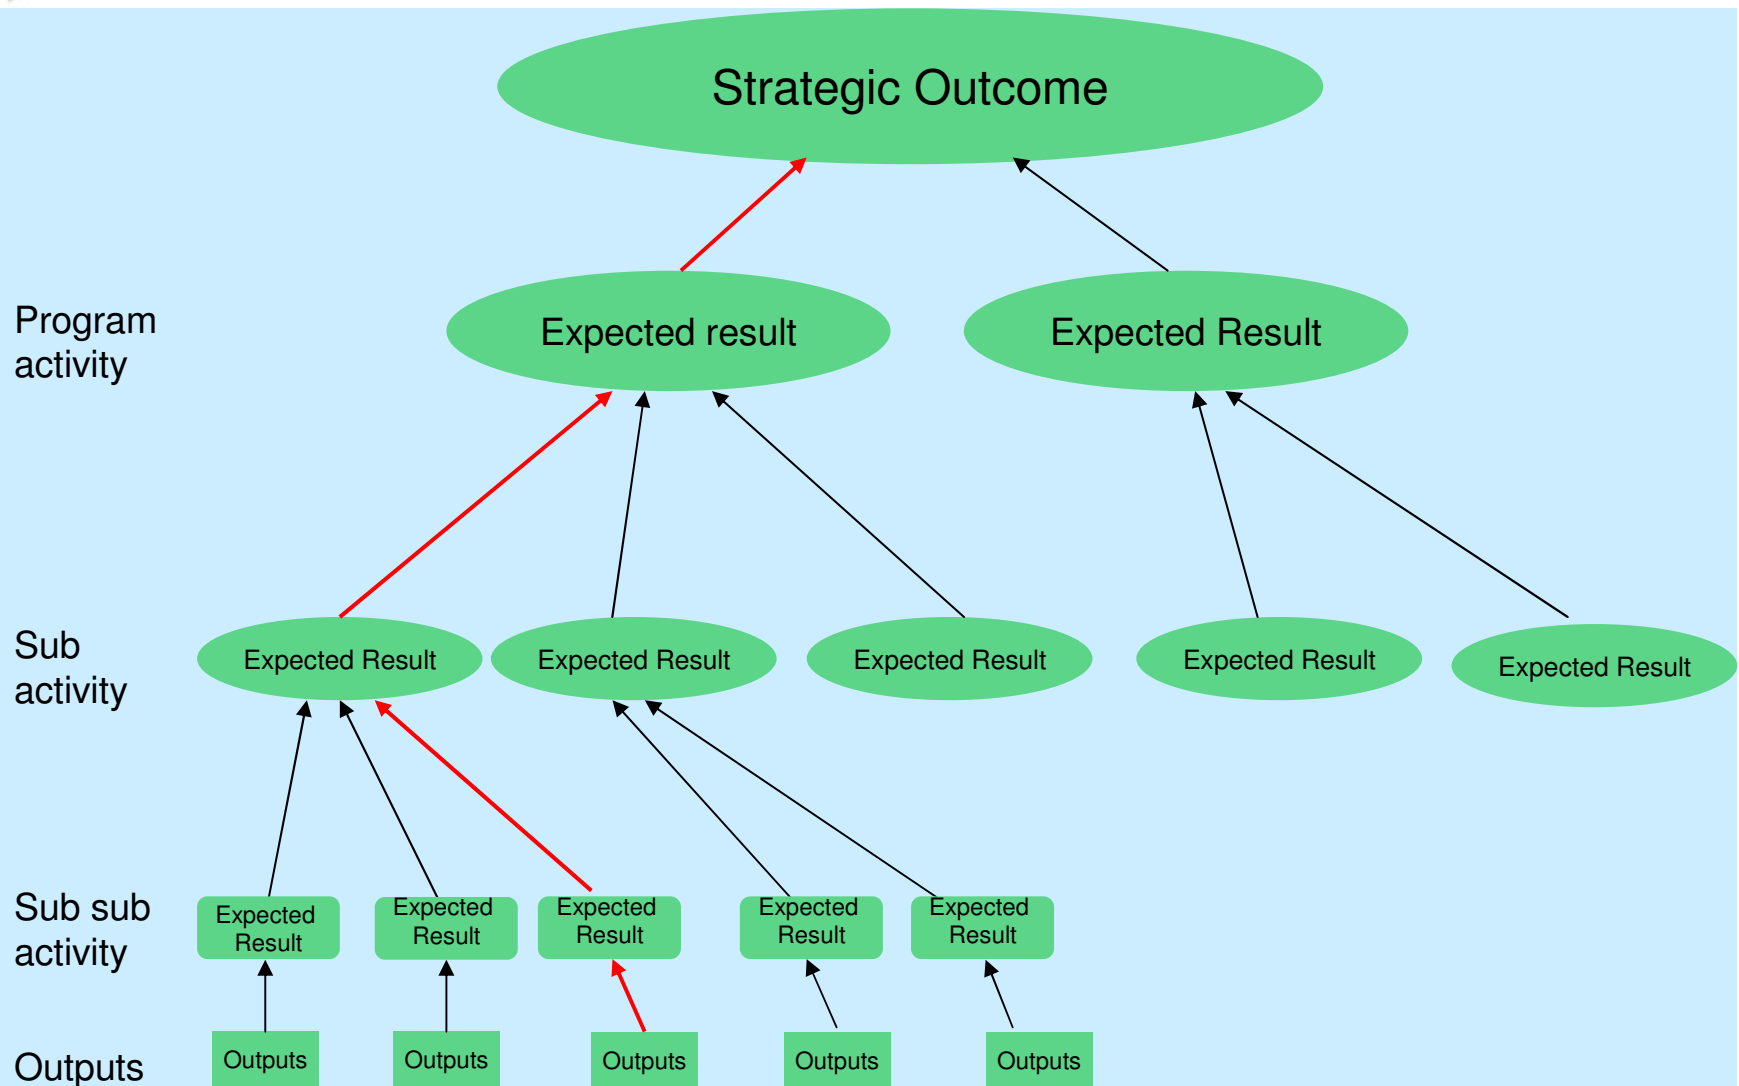 Strategic Outcome
Program
activity
Expected result
Expected Result
Sub
activity
Expected Result
Expected Result
Expected Result
Expected Result
Expected Result
Sub sub
activity
Expected
Result
Expected
Result
Expected
Result
Expected
Result
Expected
Result
Outputs
Outputs
Outputs
Outputs
Outputs
Outputs